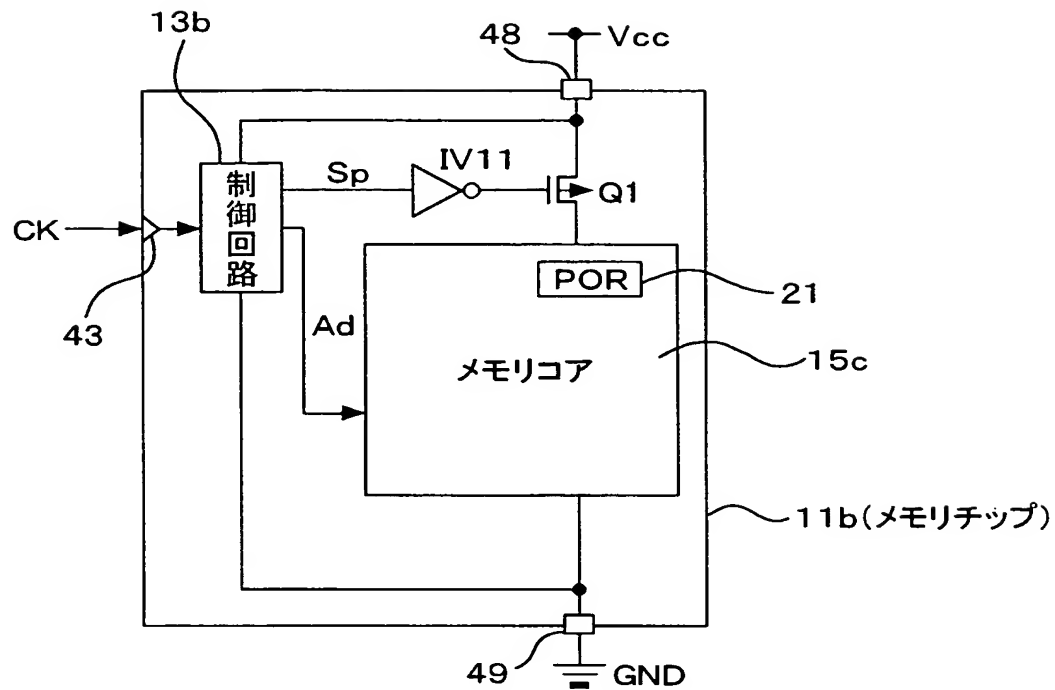 13b
48
Vcc
IV11
Sp
Q1
制御回路
CK
POR
21
43
Ad
メモリコア
15c
11b(メモリチップ)
49
GND